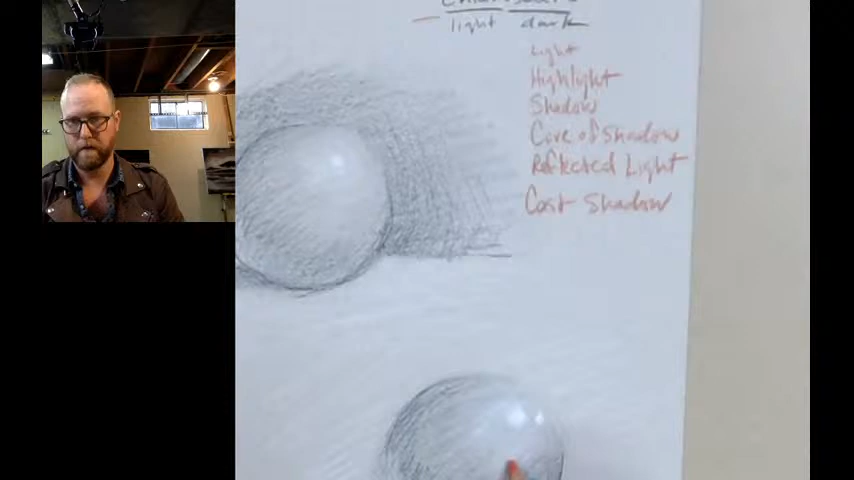 light dark
Light
Highlight
Shadow
Core of Shadow
Reflected Light
Cast Shadow